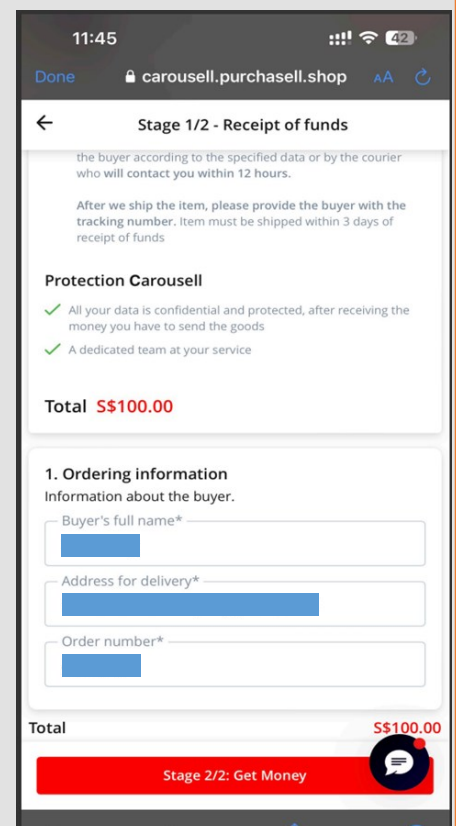 11:45
42
Done carousell.purchasell.shop AA
Stage 1/2 - Receipt of funds
the buyer according to the specified data or by the courier
who will contact you within 12 hours.
After we ship the item, please provide the buyer with the
tracking number. Item must be shipped within 3 days of
receipt of funds
Protection Carousell
All your data is confidential and protected, after receiving the
money you have to send the goods
A dedicated team at your service
Total S$100.00
1. Ordering information
Information about the buyer.
Buyer's full name*
Address for delivery*
Order number*
Total S$100.00
Stage 2/2: Get Money